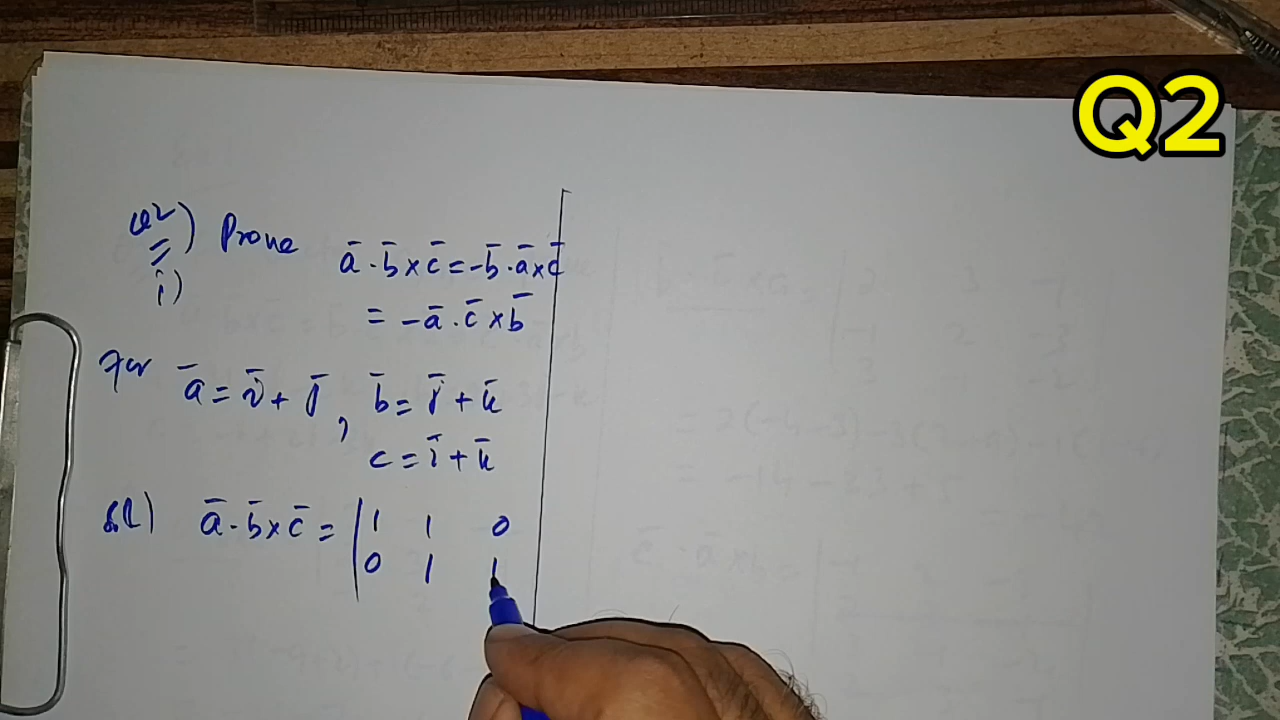 Q2
Q2) Prove
i)
a̅ . b̅ × c̅ = - b̅ . a̅ × c̅
= - a̅ . c̅ × b̅
For a̅ = i̅ + j̅ , b̅ = j̅ + k̅
c = i̅ + k̅
Sol) a̅ . b̅ × c̅ = | 1 1 0
0 1 1